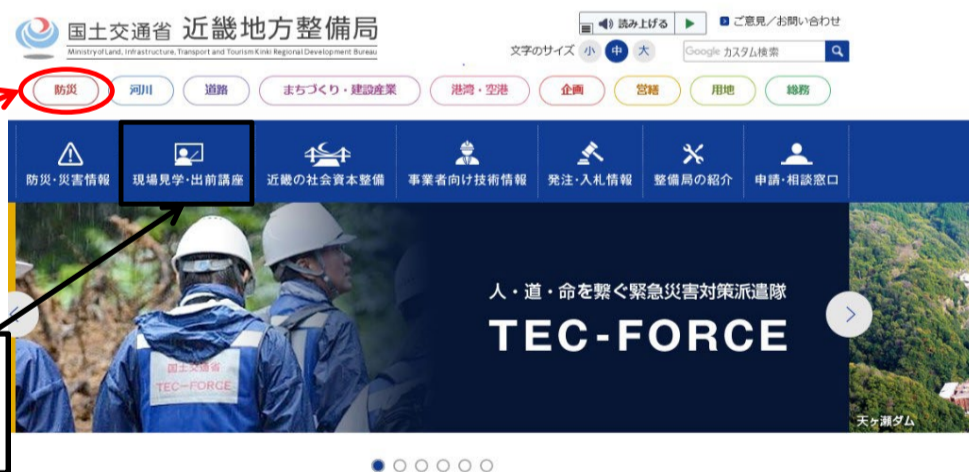 国土交通省 近畿地方整備局
Ministry of Land, Infrastructure, Transport and Tourism Kinki Regional Development Bureau
読み上げる
ご意見／お問い合わせ
文字のサイズ 小 中 大
Google カスタム検索
防災 河川 道路 まちづくり・建設産業 港湾・空港 企画 営繕 用地 総務
防災・災害情報 現場見学・出前講座 近畿の社会資本整備 事業者向け技術情報 発注・入札情報 整備局の紹介 申請・相談窓口
人・道・命を繋ぐ緊急災害対策派遣隊
TEC-FORCE
国土交通省
TEC-FORCE
天ヶ瀬ダム